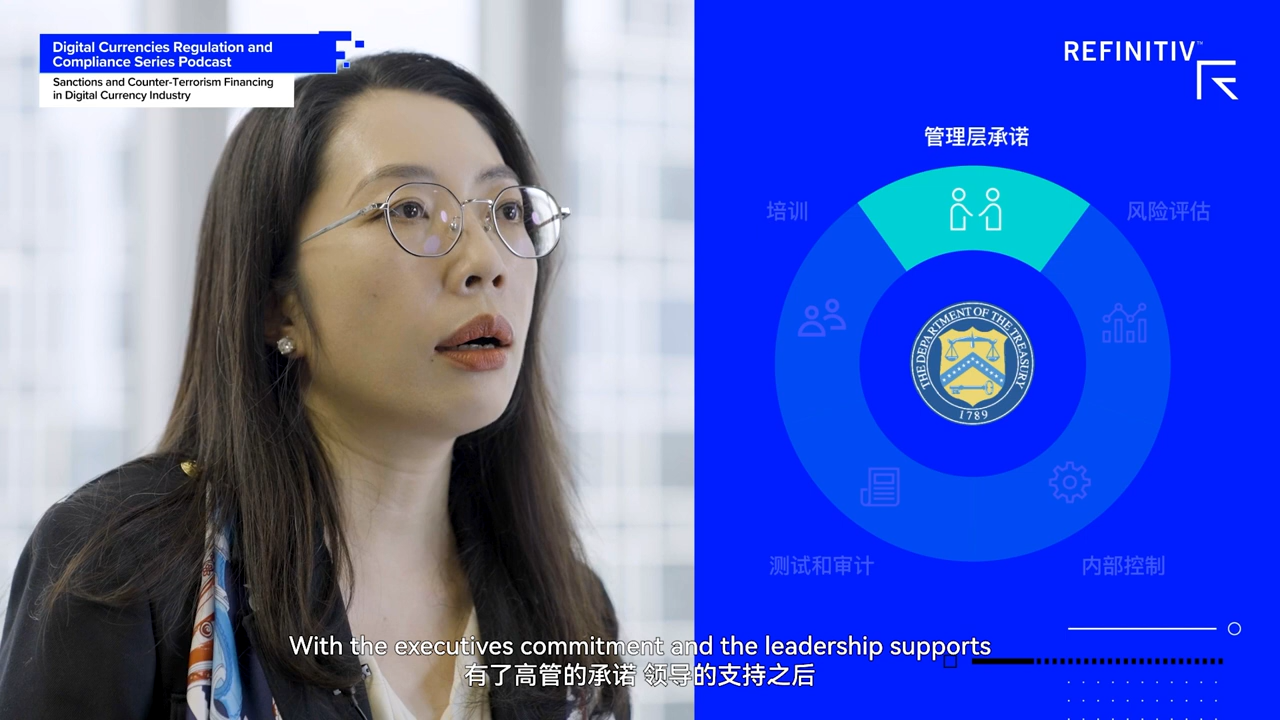 Digital Currencies Regulation and
Compliance Series Podcast
Sanctions and Counter-Terrorism Financing
in Digital Currency Industry
REFINITIV™
管理层承诺
培训
风险评估
THE DEPARTMENT OF THE TREASURY
1789
测试和审计
内部控制
With the executives commitment and the leadership supports
有了高管的承诺 领导的支持之后